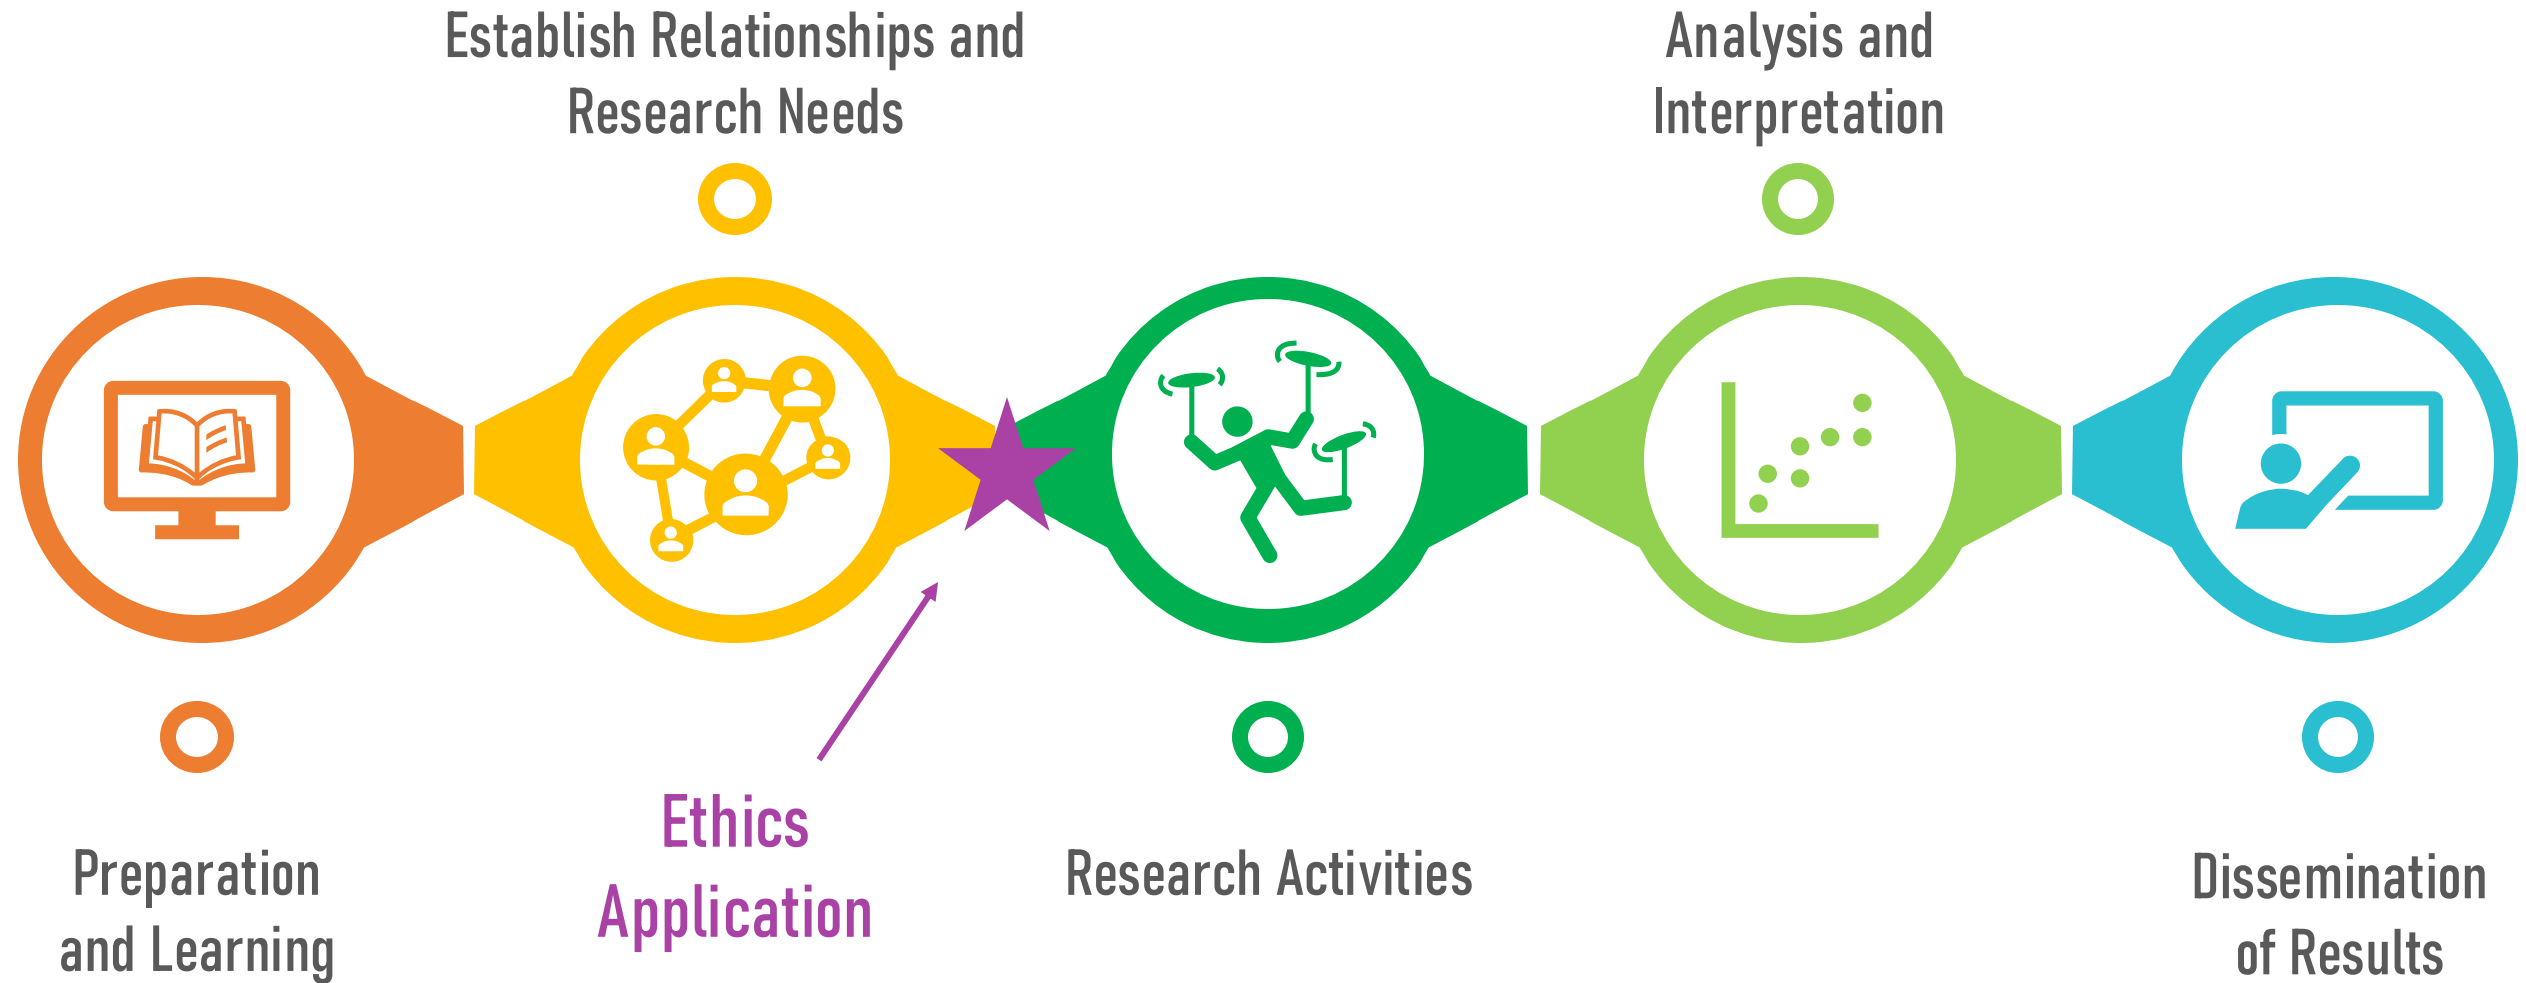 Establish Relationships and
Research Needs
Analysis and
Interpretation
Ethics
Application
Preparation
and Learning
Research Activities
Dissemination
of Results